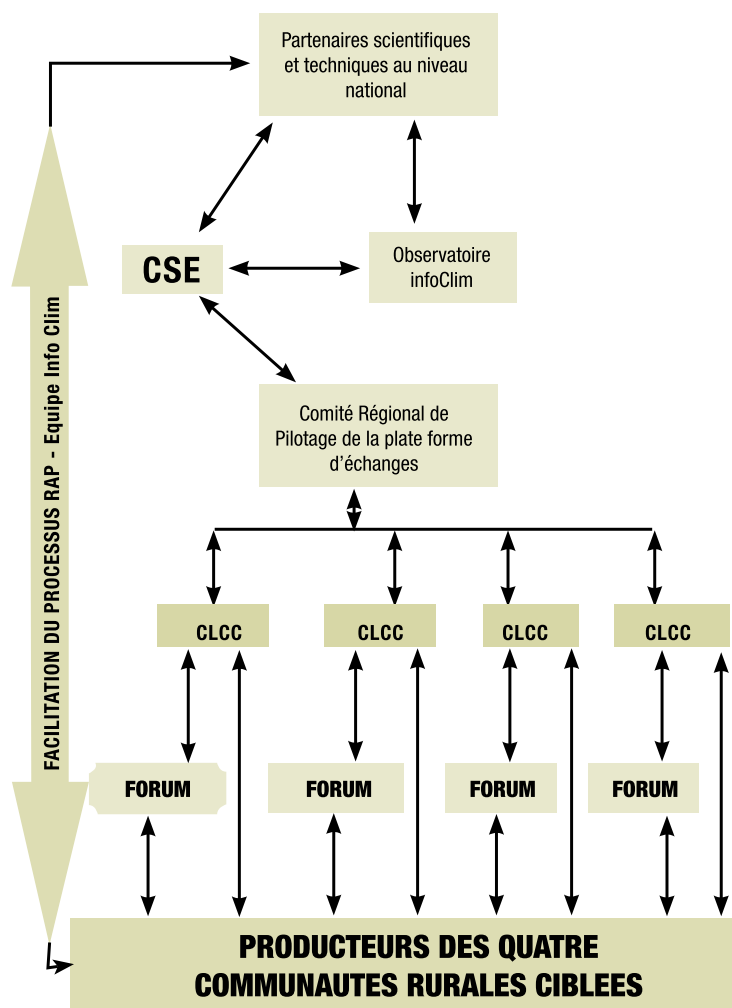 Partenaires scientifiques
et techniques au niveau
national
CSE
Observatoire
infoClim
Comité Régional de
Pilotage de la plate forme
d'échanges
FACILITATION DU PROCESSUS RAP - Equipe Info Clim
CLCC
CLCC
CLCC
CLCC
FORUM
FORUM
FORUM
FORUM
PRODUCTEURS DES QUATRE
COMMUNAUTES RURALES CIBLEES